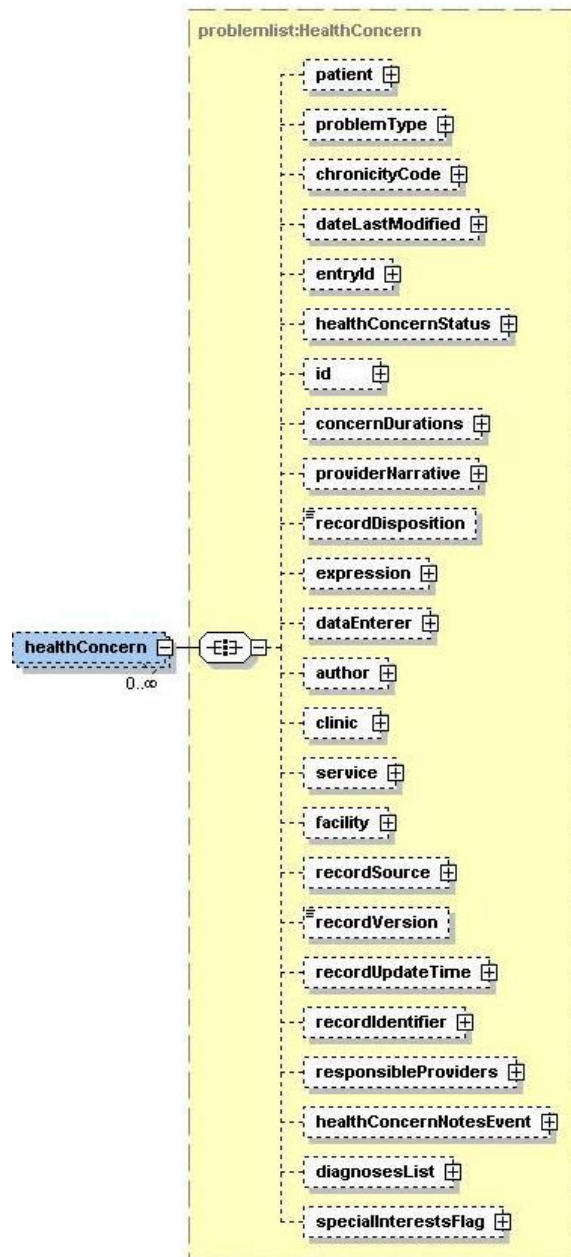 problemlist:HealthConcern
patient
problemType
chronicityCode
dateLastModified
entryId
healthConcernStatus
id
concernDurations
providerNarrative
recordDisposition
expression
dataEnterer
healthConcern
0..∞
author
clinic
service
facility
recordSource
recordVersion
recordUpdateTime
recordIdentifier
responsibleProviders
healthConcernNotesEvent
diagnosesList
specialInterestsFlag